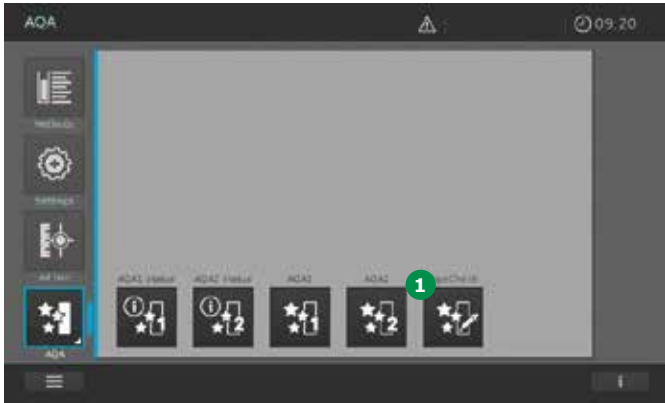 AQA
09.20
Methods
Settings
AQA1 status
AQA2 status
AQA1
AQA2
1
AQA
i